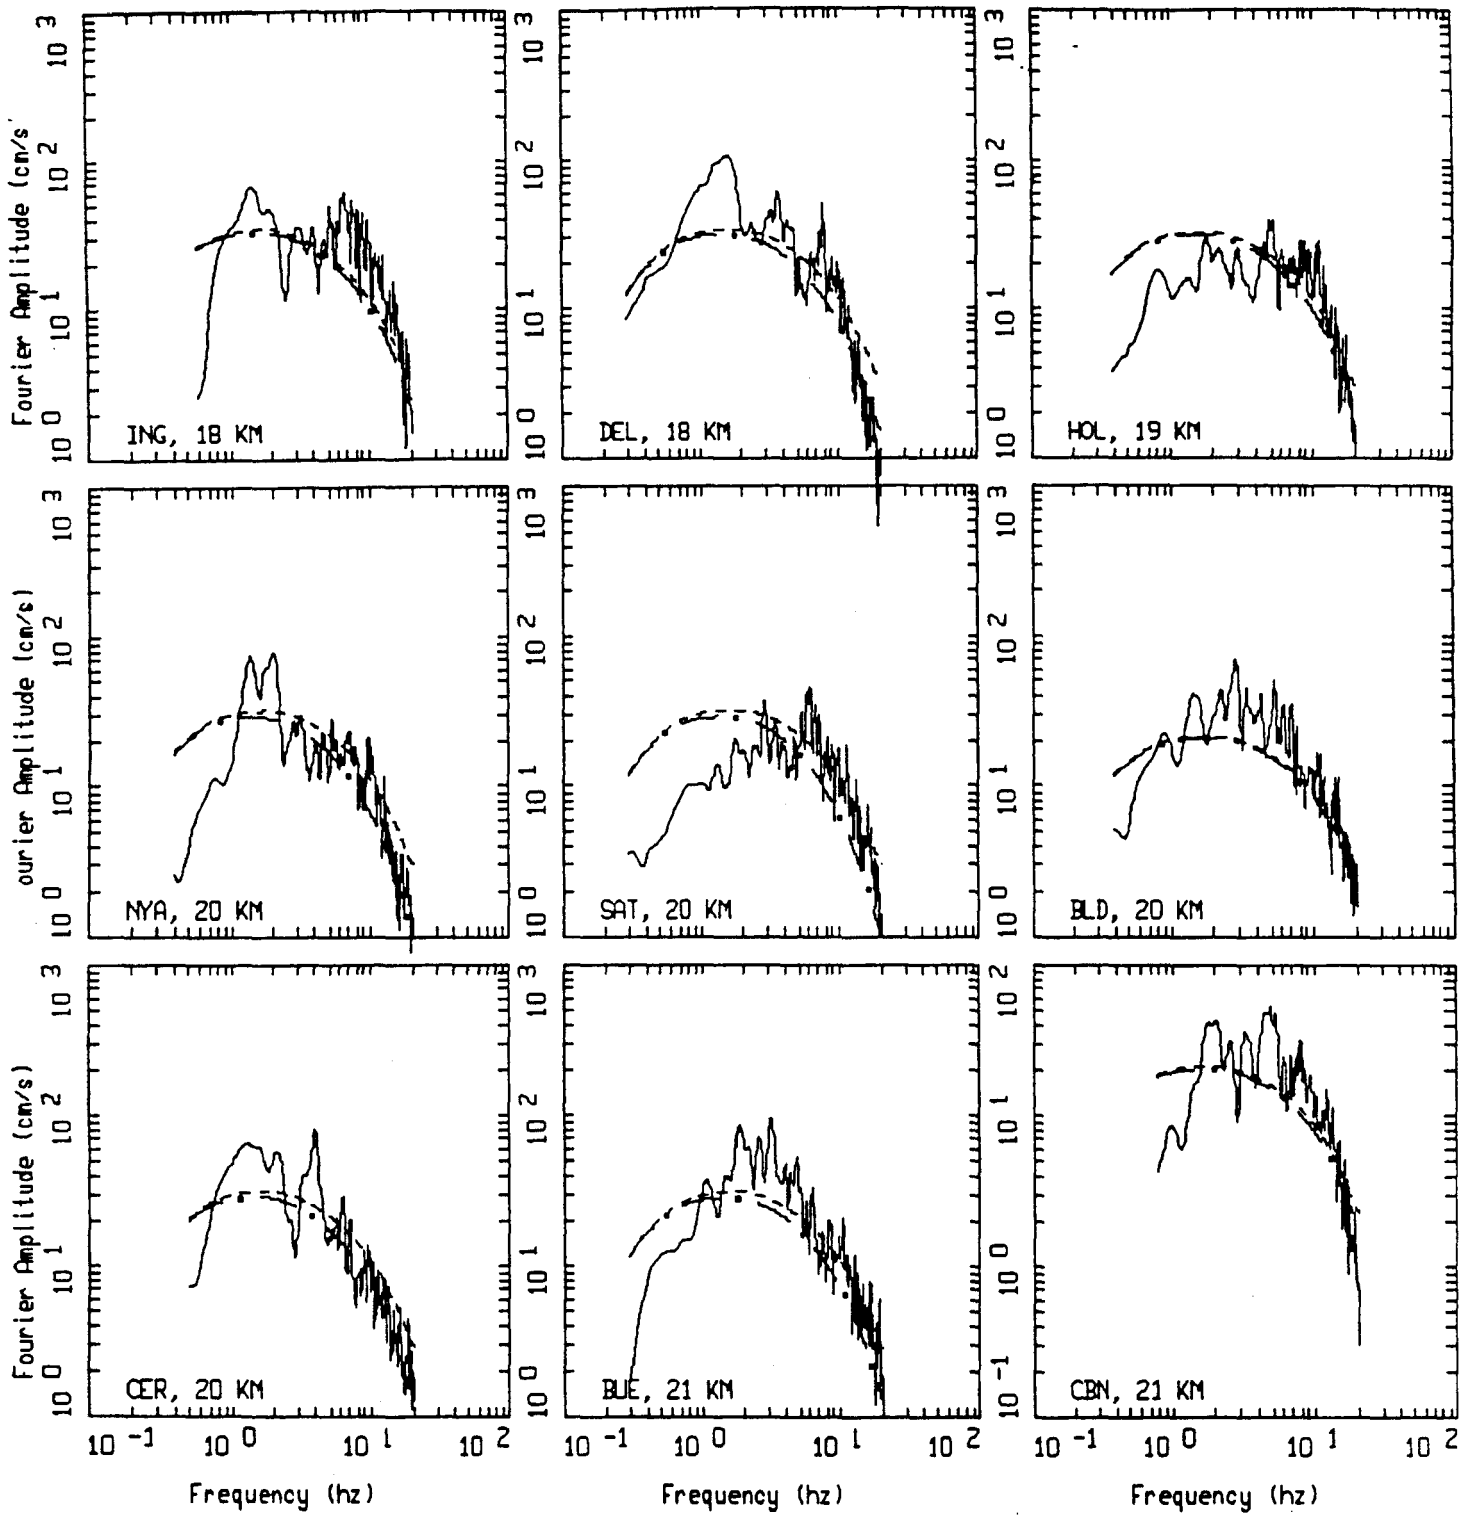 Fourier Amplitude (cm/s'
10 3
10 2
10 1
10 0
ING, 18 KM
10 3
10 2
10 1
10 0
DEL, 18 KM
10 3
10 2
10 1
10 0
HOL, 19 KM
ourier Amplitude (cm/s)
10 3
10 2
10 1
10 0
NYA, 20 KM
10 3
10 2
10 1
10 0
SAT, 20 KM
10 3
10 2
10 1
10 0
BLD, 20 KM
Fourier Amplitude (cm/s)
10 3
10 2
10 1
10 0
CER, 20 KM
10 3
10 2
10 1
10 0
BUE, 21 KM
10 2
10 1
10 0
10 -1
CBN, 21 KM
10 -1 10 0 10 1 10 2
10 -1 10 0 10 1 10 2
10 -1 10 0 10 1 10 2
Frequency (hz)
Frequency (hz)
Frequency (hz)